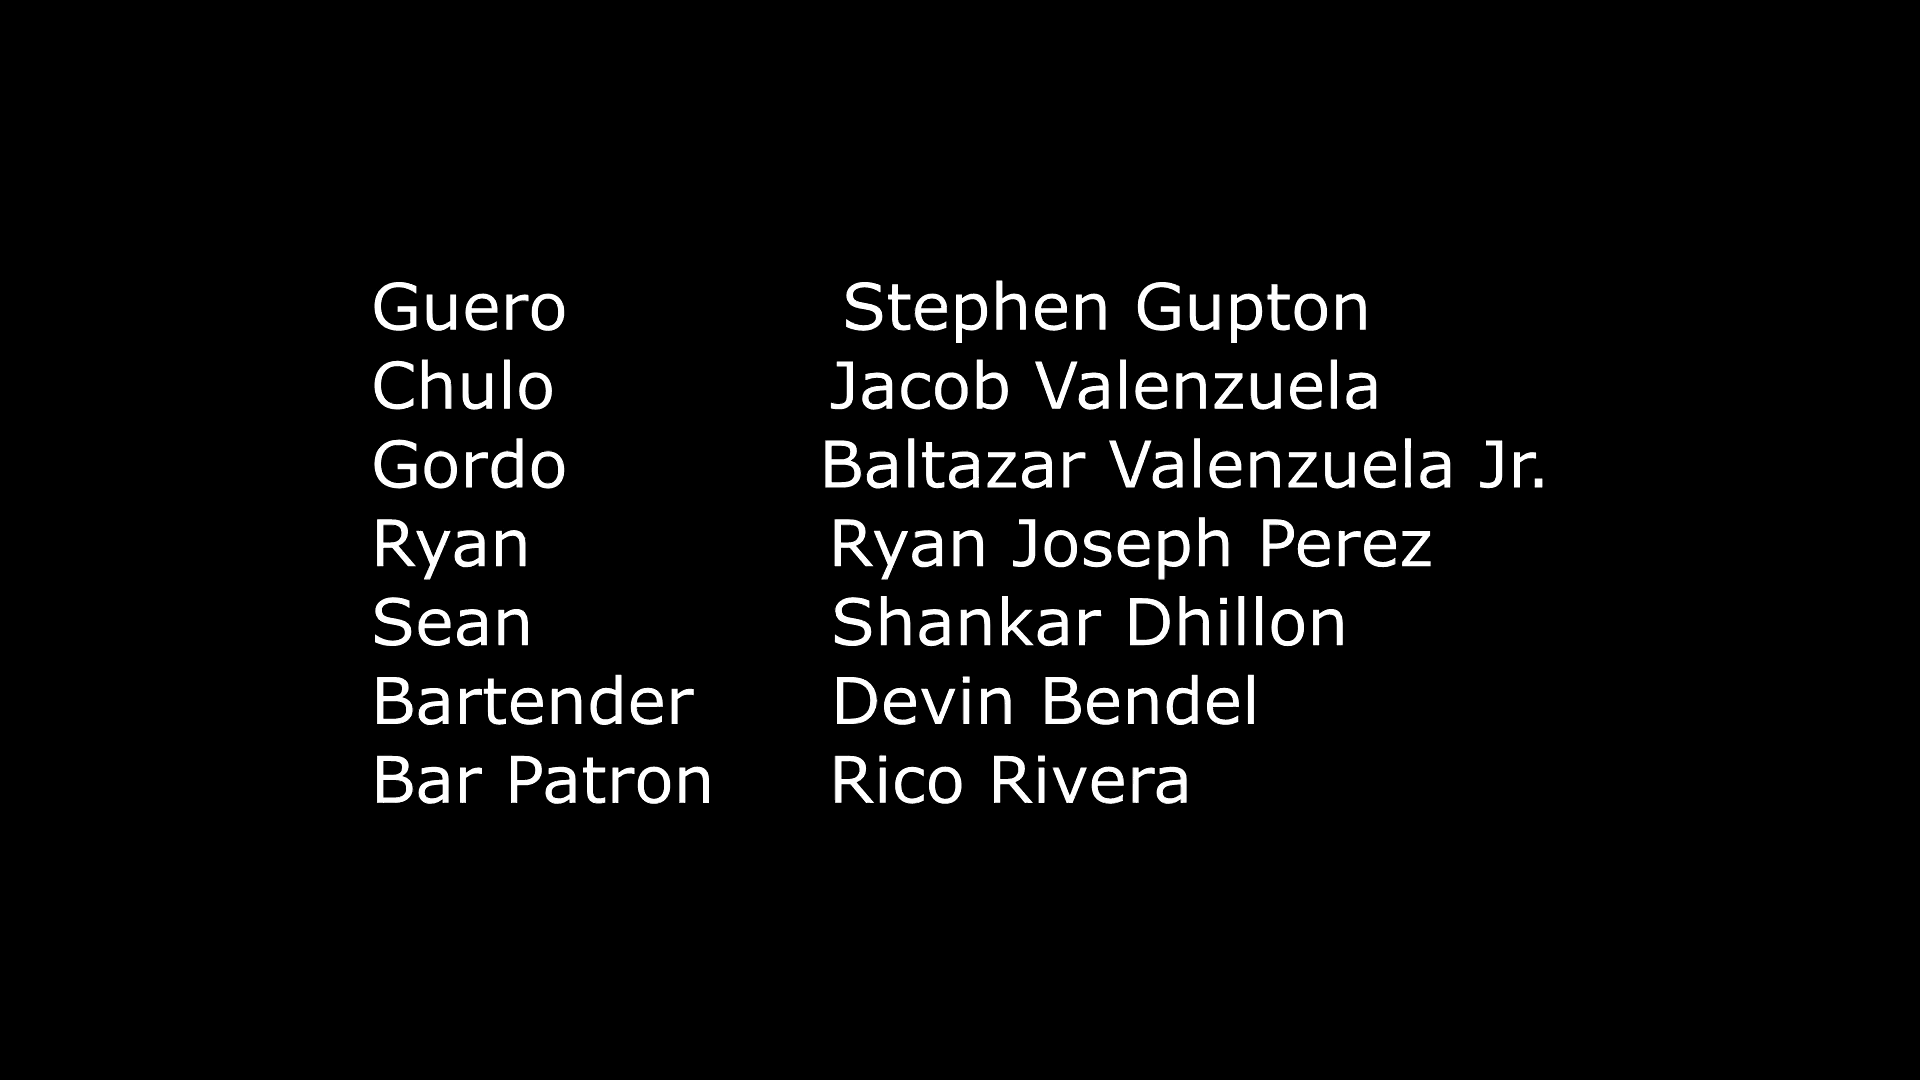 Guero Stephen Gupton
Chulo Jacob Valenzuela
Gordo Baltazar Valenzuela Jr.
Ryan Ryan Joseph Perez
Sean Shankar Dhillon
Bartender Devin Bendel
Bar Patron Rico Rivera